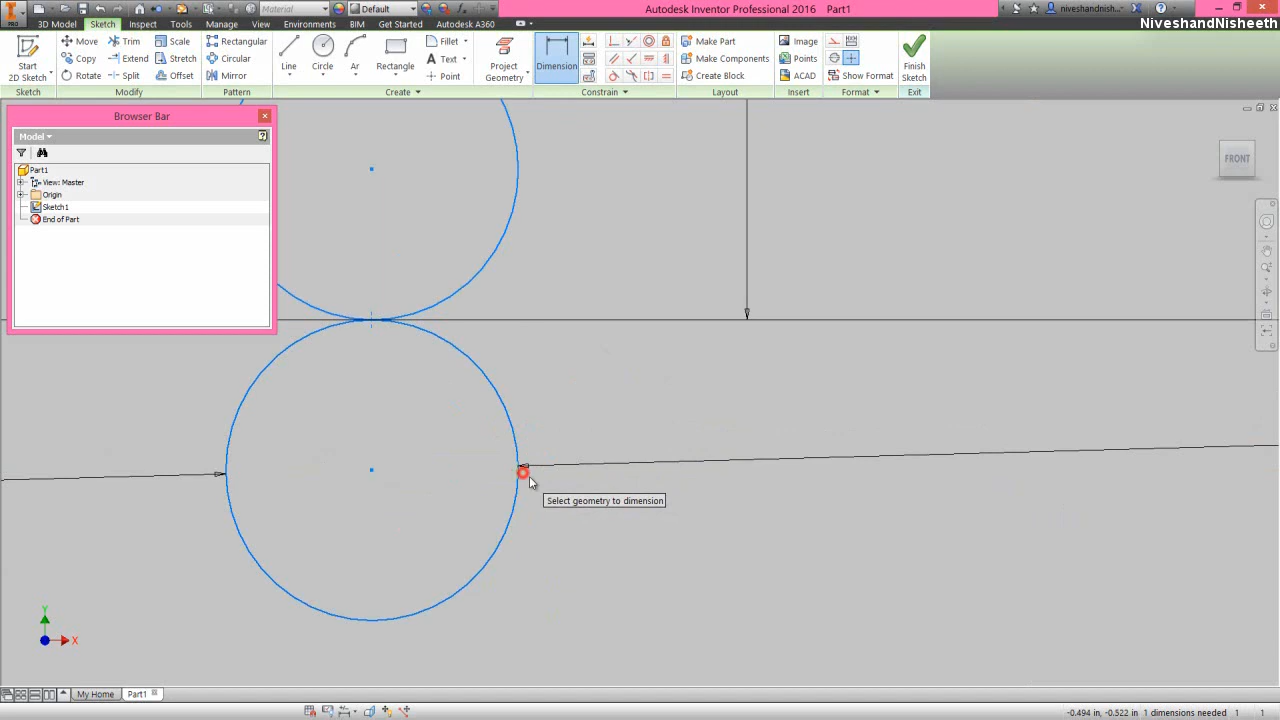 Material
Default
fx
Autodesk Inventor Professional 2016 Part1
niveshandnish...
NiveshandNisheeth
PRO
3D Model
Sketch
Inspect
Tools
Manage
View
Environments
BIM
Get Started
Autodesk A360
Start
2D Sketch
Move
Trim
Scale
Copy
Extend
Stretch
Rotate
Split
Offset
Rectangular
Circular
Mirror
Line
Circle
Arc
Rectangle
Fillet
Text
Point
Project
Geometry
Dimension
Make Part
Make Components
Create Block
Image
Points
ACAD
Show Format
Finish
Sketch
Sketch
Modify
Pattern
Create
Constrain
Layout
Insert
Format
Exit
Browser Bar
Model
Part1
View: Master
Origin
Sketch1
End of Part
FRONT
Select geometry to dimension
Y
X
My Home
Part1
-0.494 in, -0.522 in 1 dimensions needed 1 1